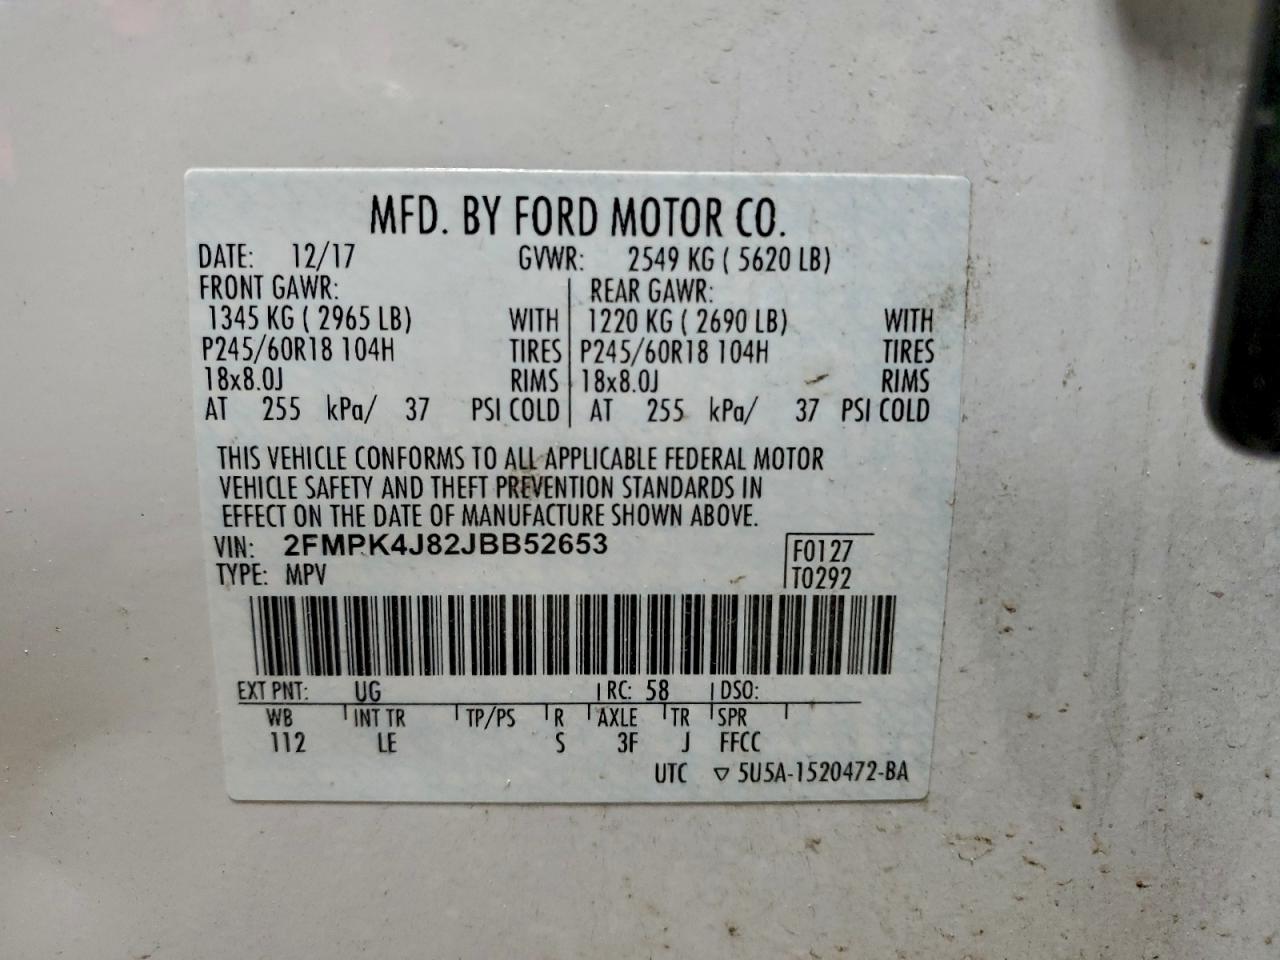 MFD. BY FORD MOTOR CO.
DATE: 12/17 GVWR: 2549 KG ( 5620 LB)
FRONT GAWR: REAR GAWR:
1345 KG ( 2965 LB) WITH 1220 KG ( 2690 LB) WITH
P245/60R18 104H TIRES P245/60R18 104H TIRES
18x8.0J RIMS 18x8.0J RIMS
AT 255 kPa/ 37 PSI COLD AT 255 kPa/ 37 PSI COLD
THIS VEHICLE CONFORMS TO ALL APPLICABLE FEDERAL MOTOR
VEHICLE SAFETY AND THEFT PREVENTION STANDARDS IN
EFFECT ON THE DATE OF MANUFACTURE SHOWN ABOVE.
VIN: 2FMPK4J82JBB52653 F0127
TYPE: MPV T0292
EXT PNT: UG RC: 58 DSO:
WB INT TR TP/PS R AXLE TR SPR
112 LE S 3F J FFCC
UTC ▽ 5U5A-1520472-BA